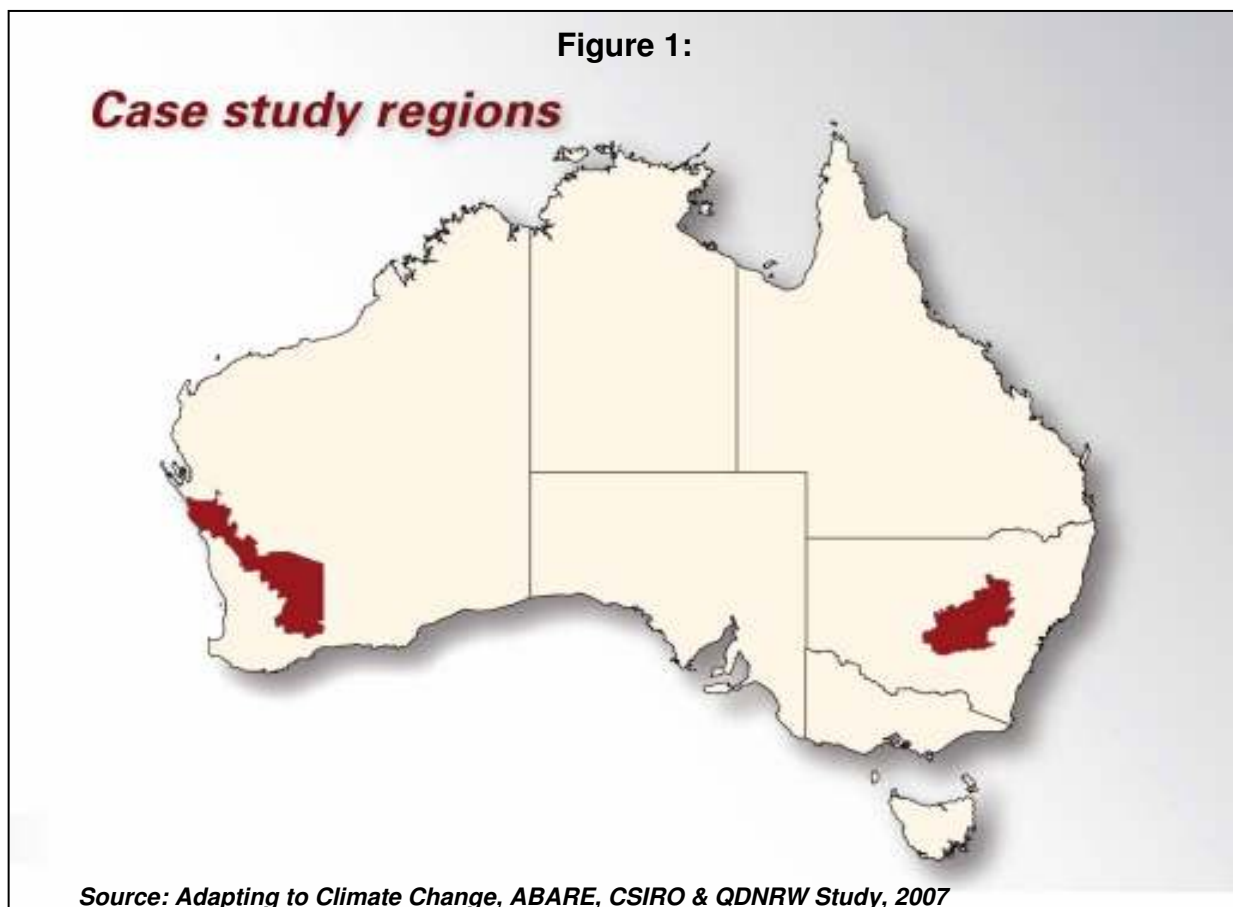 Figure 1:
Case study regions
Source: Adapting to Climate Change, ABARE, CSIRO & QDNRW Study, 2007